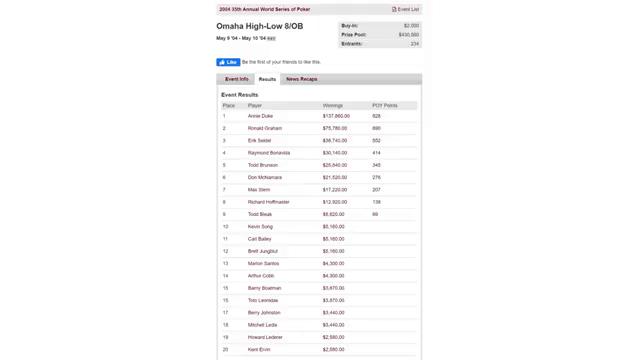 2004 35th Annual World Series of Poker Event List
Omaha High-Low 8/OB
Buy-in: $2,000
Prize Pool: $430,560
Entrants: 234
May 9 '04 - May 10 '04
Like Be the first of your friends to like this.
Event Info Results News Recaps
Event Results
Place Player Winnings POY Points
1 Annie Duke $137,860.00 828
2 Ronald Graham $75,780.00 690
3 Erik Seidel $38,740.00 552
4 Raymond Bonavida $30,140.00 414
5 Todd Brunson $25,840.00 345
6 Don McNamara $21,520.00 276
7 Max Stern $17,220.00 207
8 Richard Hoffmaster $12,920.00 138
9 Todd Bleak $8,620.00 69
10 Kevin Song $5,160.00
11 Carl Bailey $5,160.00
12 Brett Jungblut $5,160.00
13 Marlon Santos $4,300.00
14 Arthur Cobb $4,300.00
15 Barny Boatman $3,870.00
15 Toto Leonidas $3,870.00
17 Berry Johnston $3,440.00
18 Mitchell Ledis $3,440.00
19 Howard Lederer $2,580.00
20 Kent Ervin $2,580.00